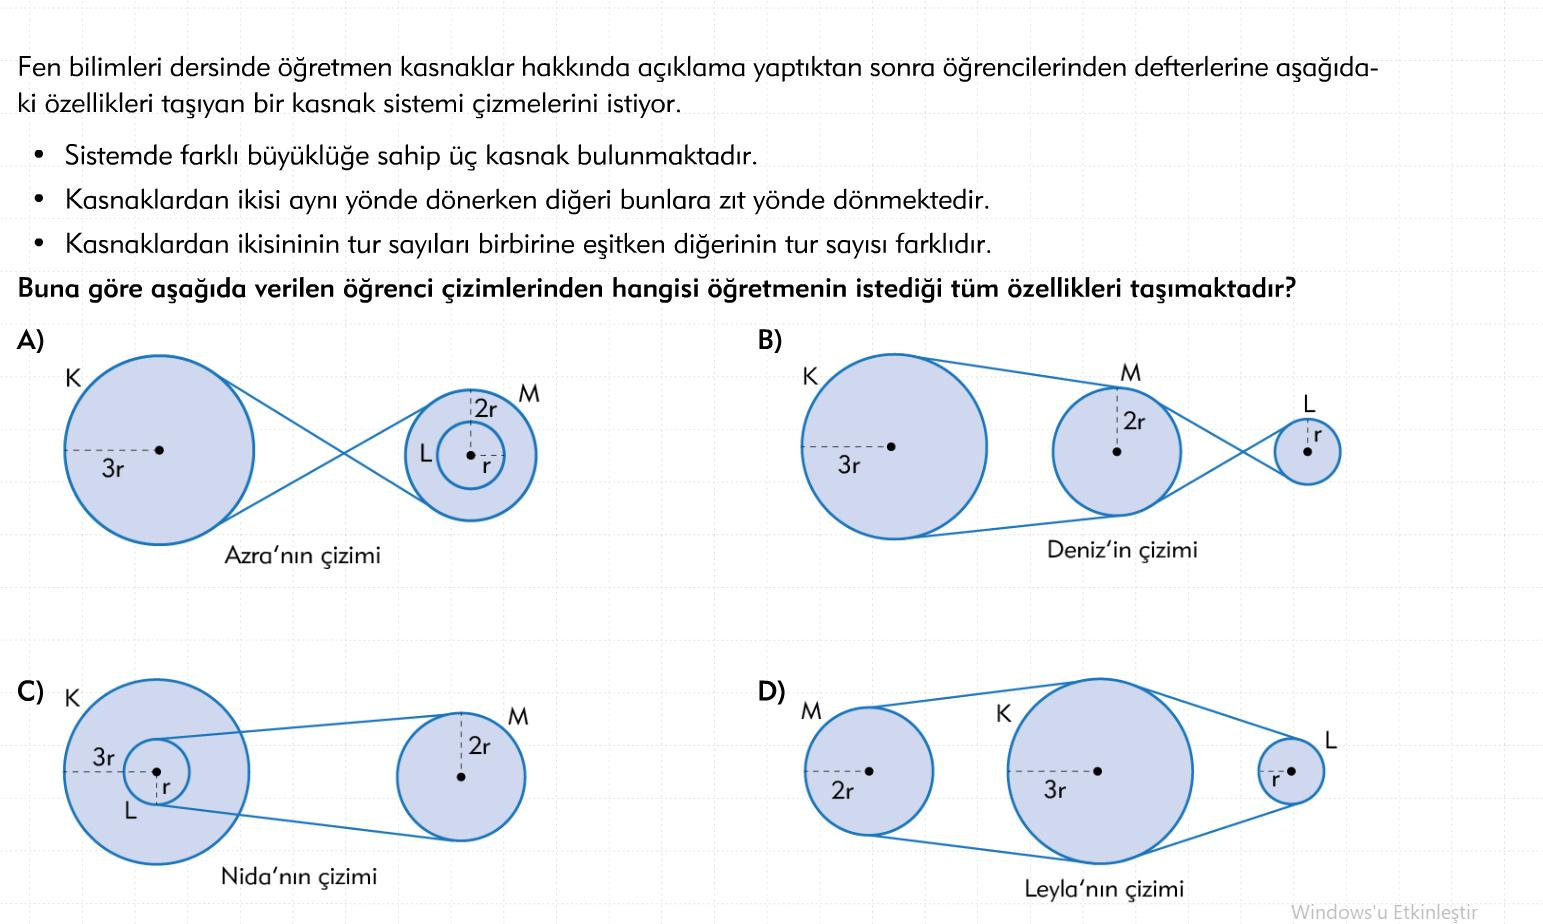 Fen bilimleri dersinde öğretmen kasnaklar hakkında açıklama yaptıktan sonra öğrencilerinden defterlerine aşağıda-
ki özellikleri taşıyan bir kasnak sistemi çizmelerini istiyor.
• Sistemde farklı büyüklüğe sahip üç kasnak bulunmaktadır.
• Kasnaklardan ikisi aynı yönde dönerken diğeri bunlara zıt yönde dönmektedir.
• Kasnaklardan ikisininin tur sayıları birbirine eşitken diğerinin tur sayısı farklıdır.
Buna göre aşağıda verilen öğrenci çizimlerinden hangisi öğretmenin istediği tüm özellikleri taşımaktadır?
A)
K
3r
M
2r
L
r
Azra'nın çizimi
B)
K
3r
M
2r
L
r
Deniz'in çizimi
C)
K
3r
r
L
M
2r
Nida'nın çizimi
D)
M
2r
K
3r
L
r
Leyla'nın çizimi
Windows'u Etkinleştir